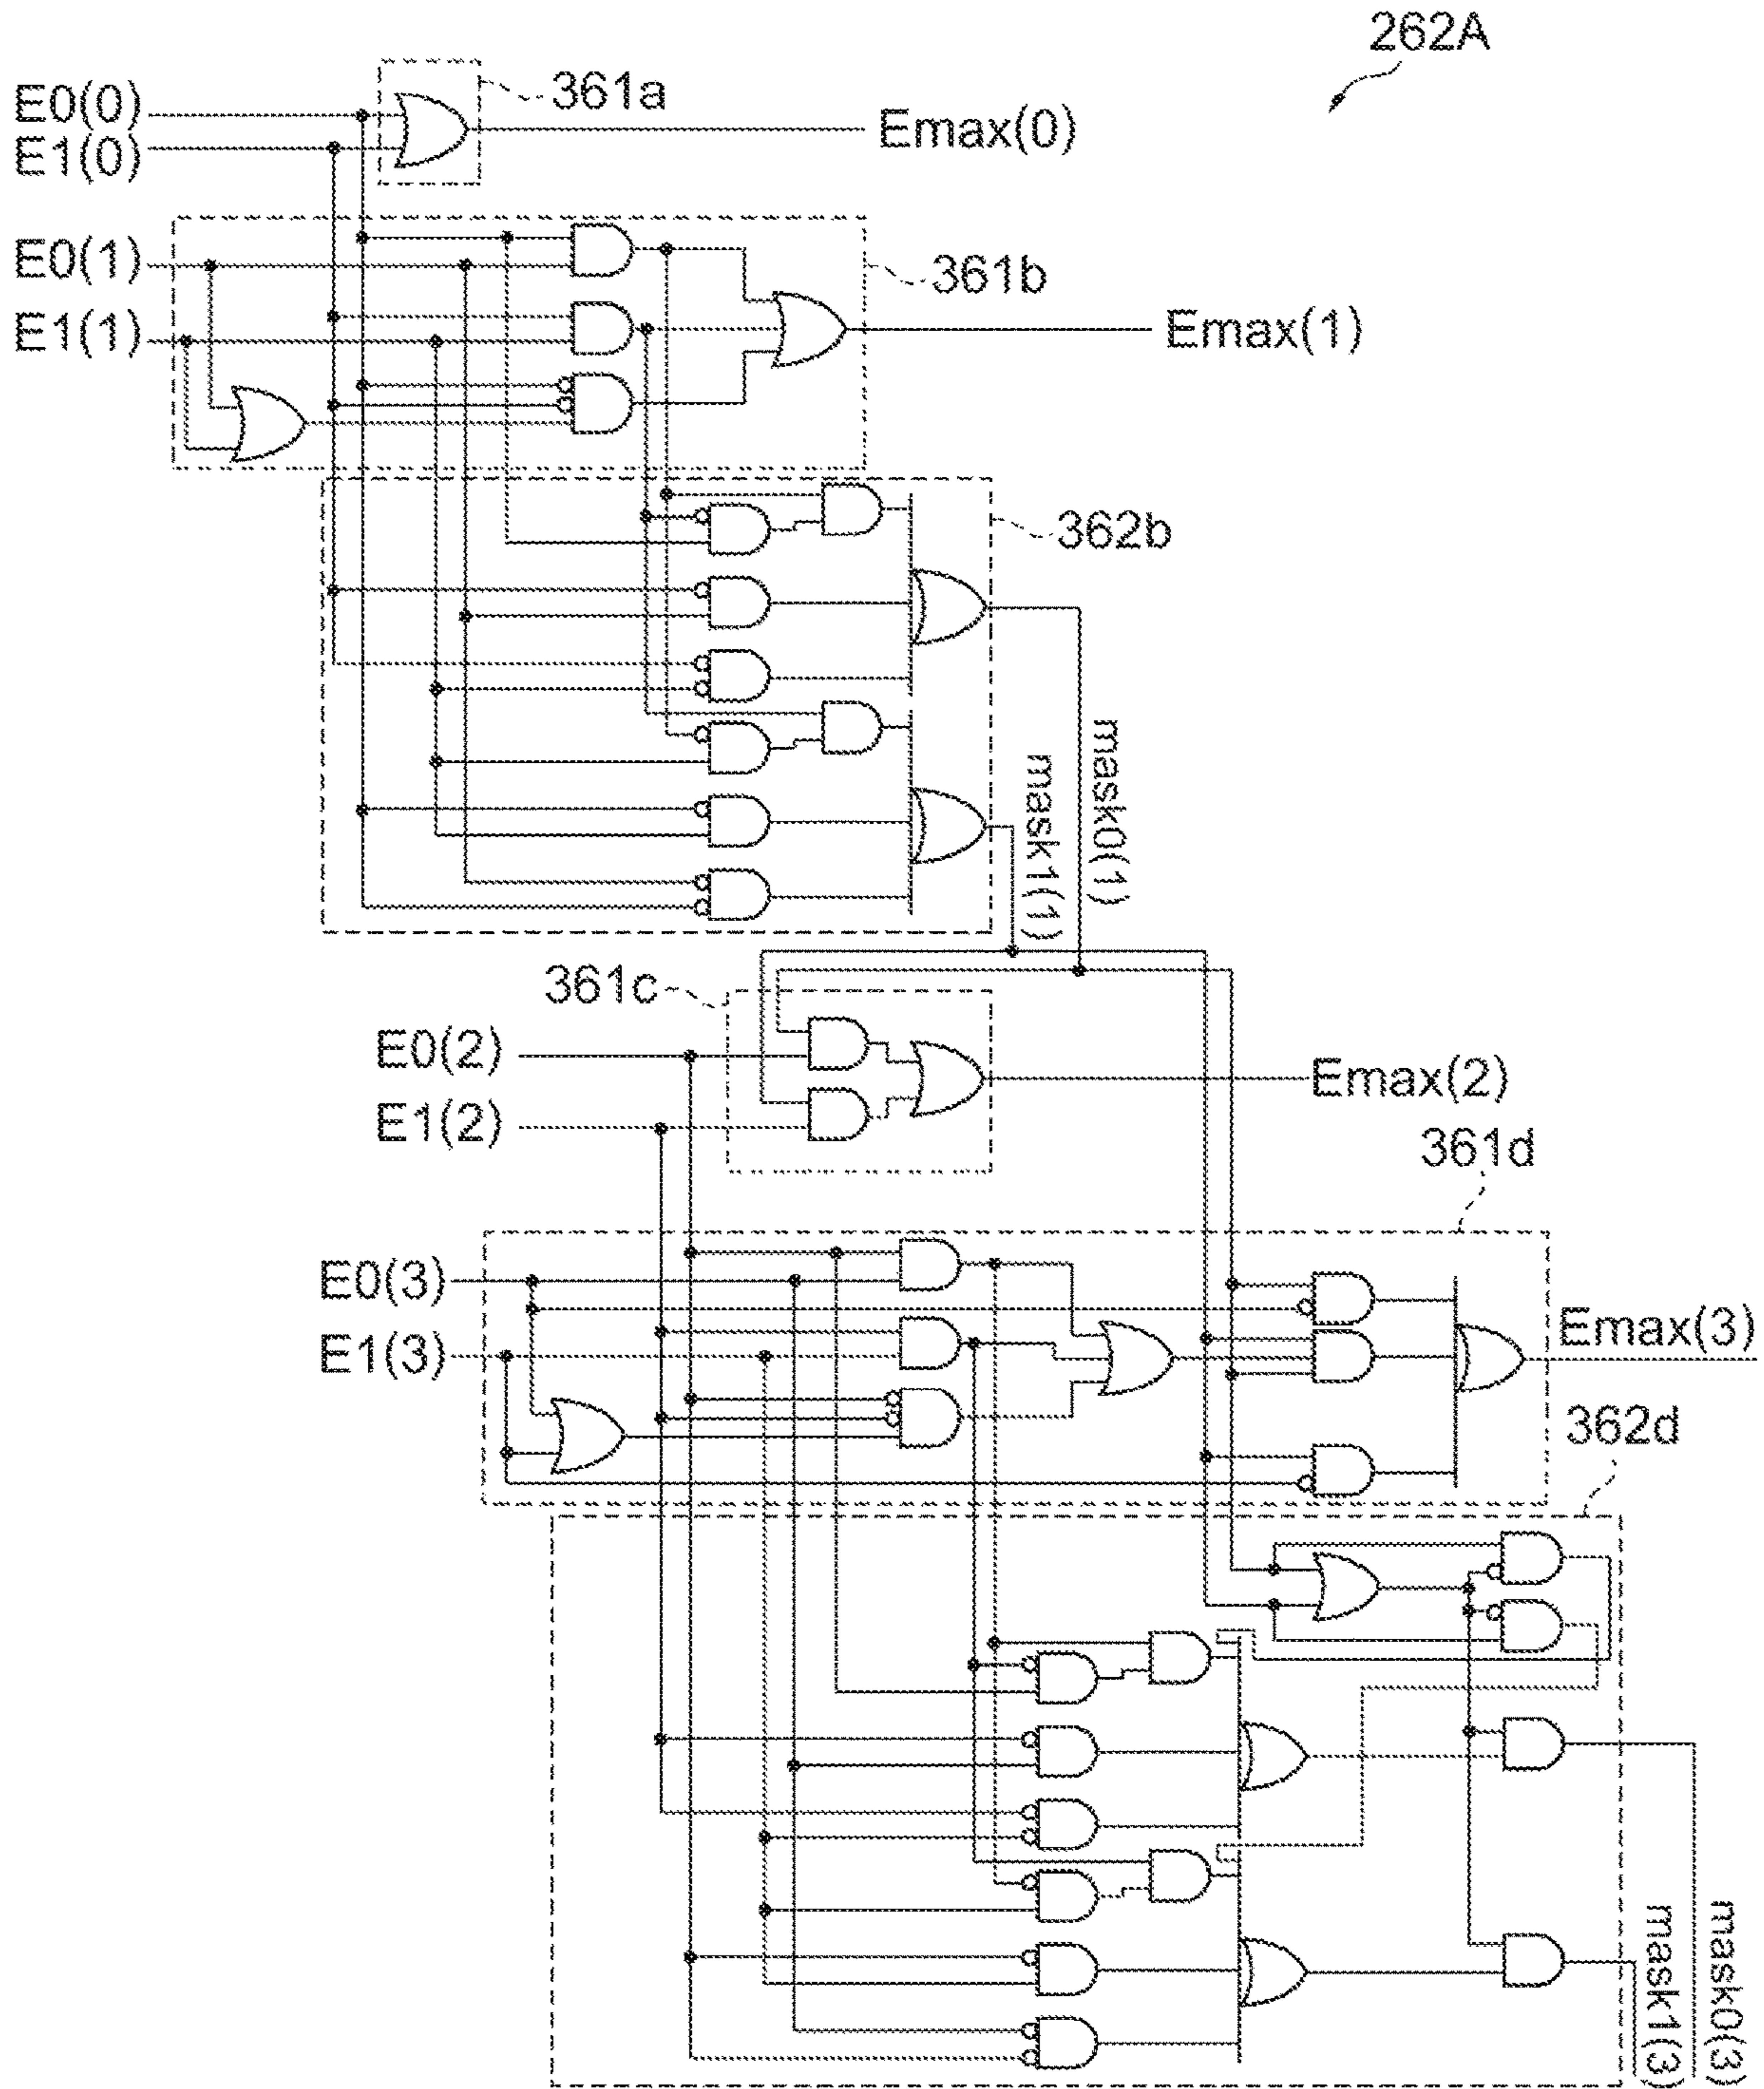 262A
E0(0)
E1(0)
361a
Emax(0)
E0(1)
E1(1)
361b
Emax(1)
362b
mask0(1)
mask1(1)
361c
E0(2)
E1(2)
Emax(2)
361d
E0(3)
E1(3)
Emax(3)
362d
mask0(3)
mask1(3)